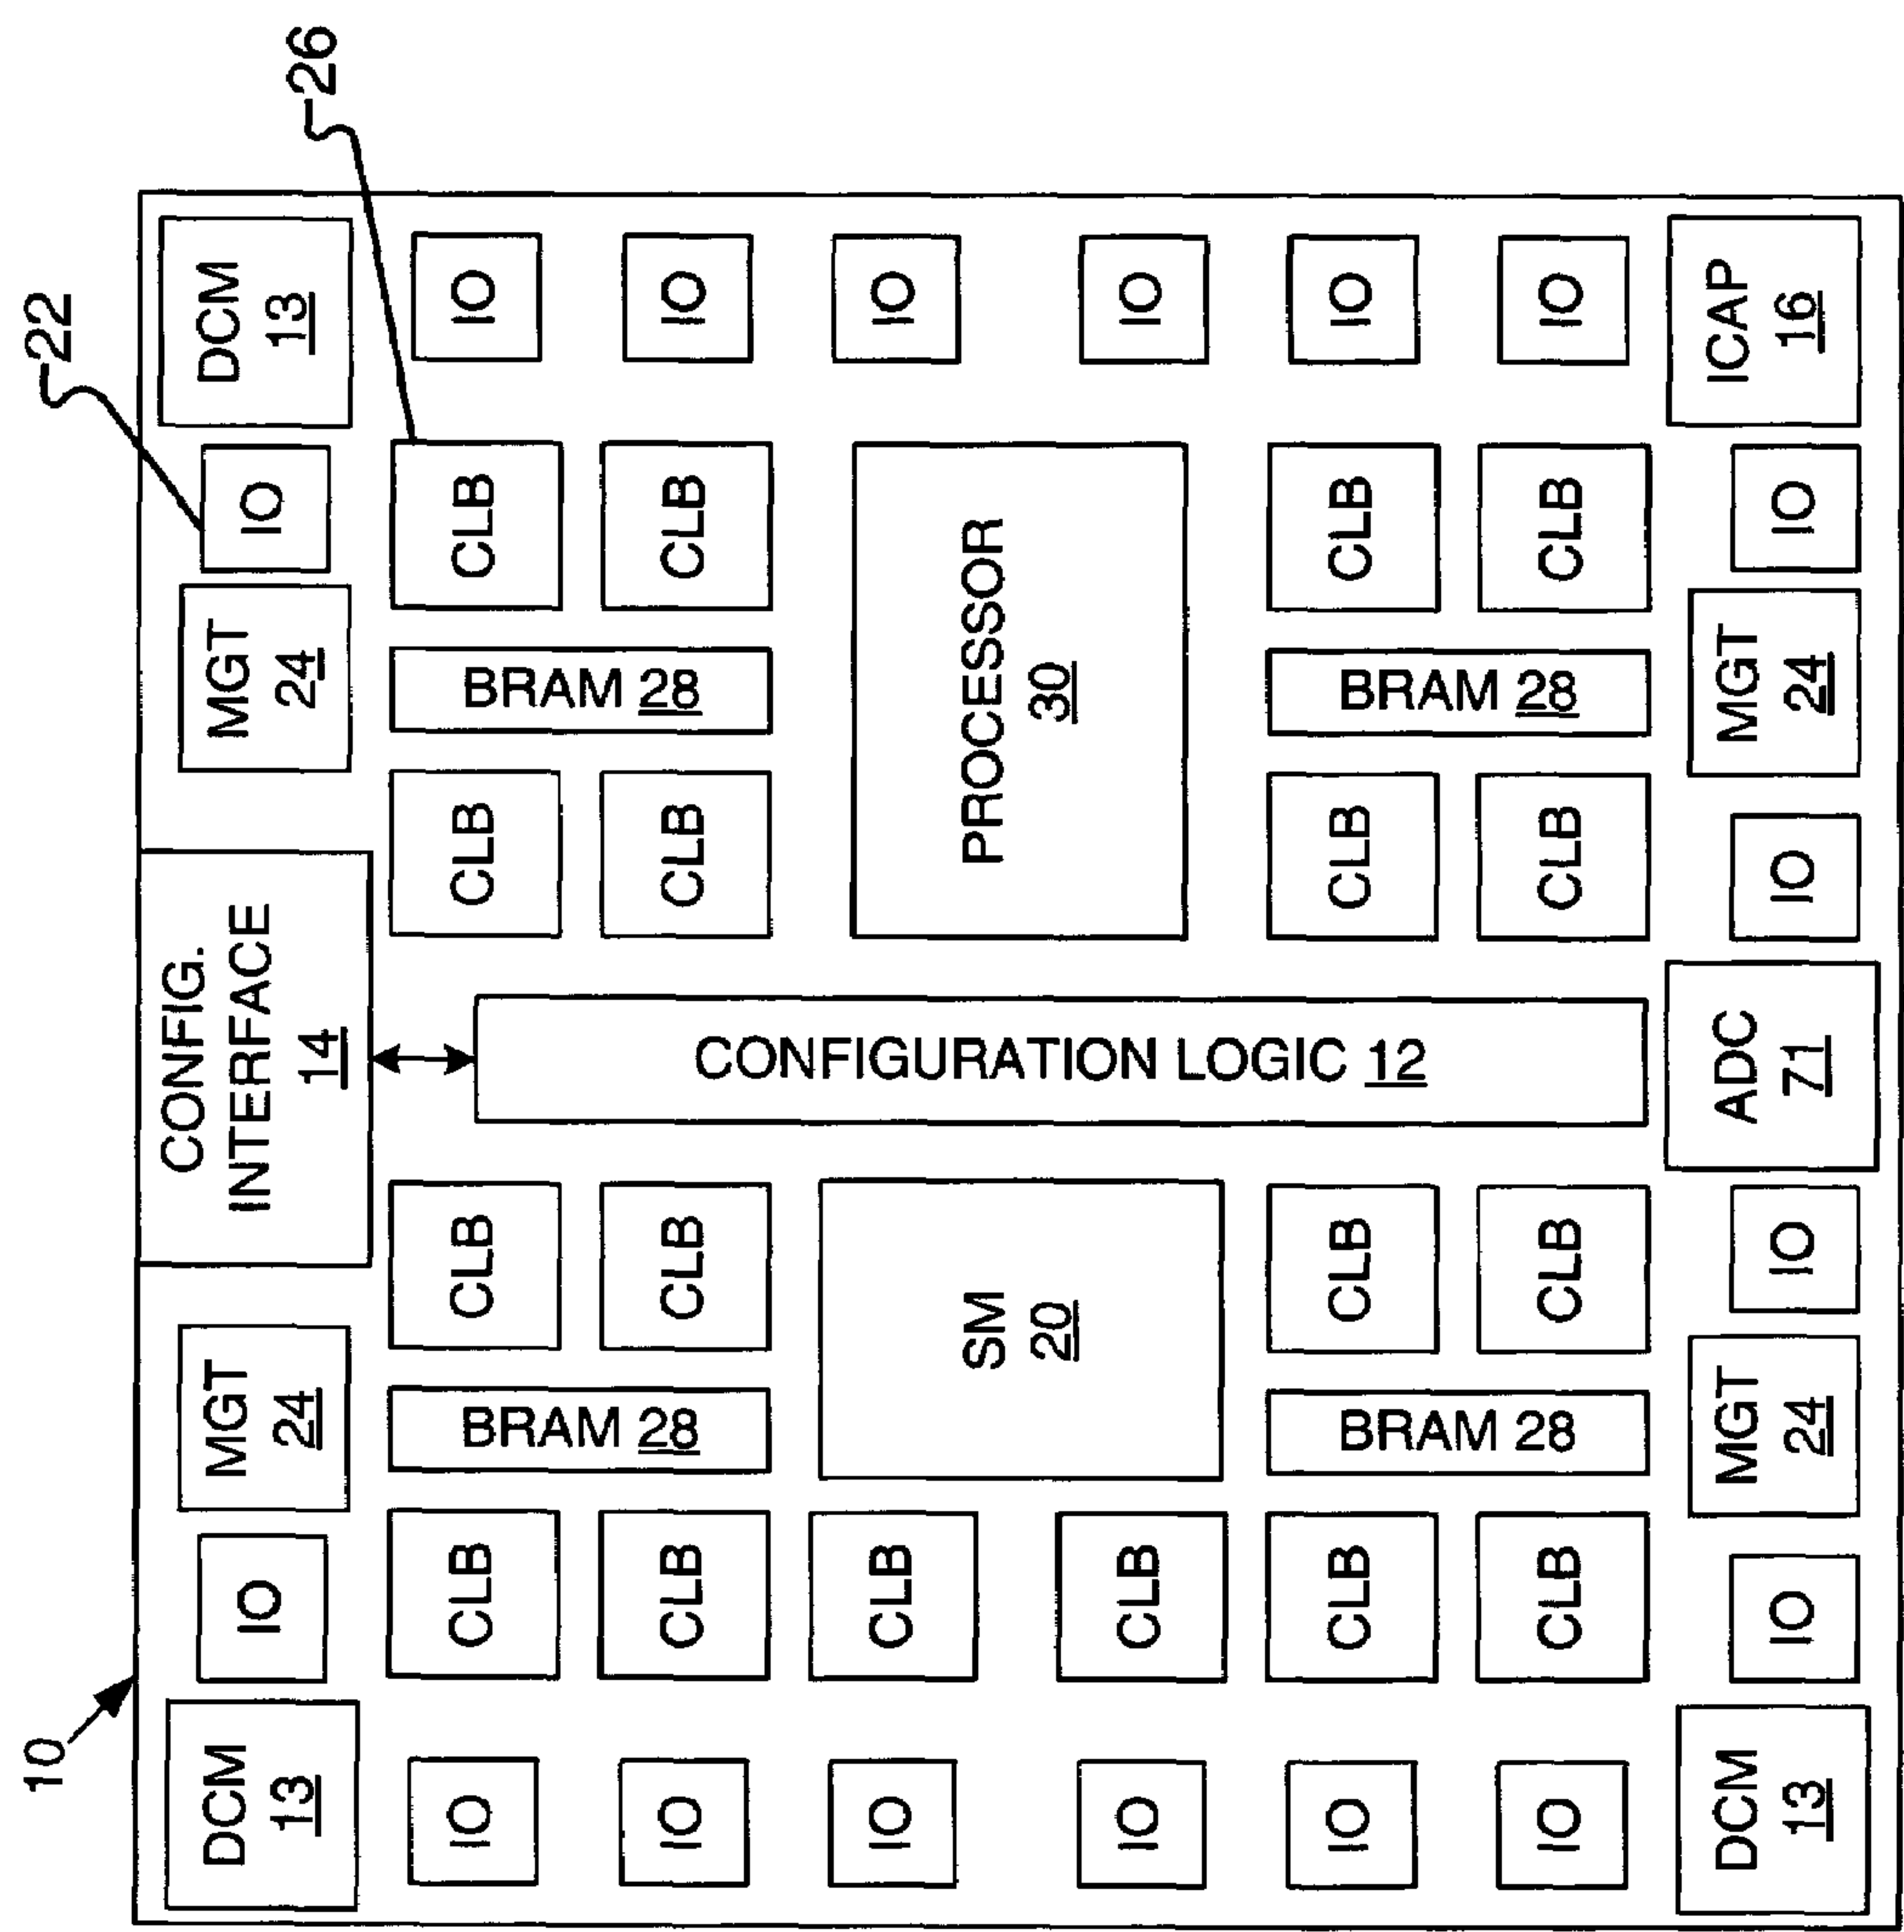 10
22
26
DCM
13
IO
MGT
24
CONFIG.
INTERFACE
14
MGT
24
IO
DCM
13
IO
CLB
CLB
CLB
CLB
IO
BRAM 28
BRAM 28
IO
CLB
CLB
CLB
CLB
IO
IO
CLB
IO
SM
20
CONFIGURATION LOGIC 12
PROCESSOR
30
IO
CLB
IO
IO
CLB
CLB
CLB
CLB
IO
BRAM 28
BRAM 28
IO
CLB
CLB
CLB
CLB
IO
DCM
13
IO
MGT
24
IO
ADC
71
IO
MGT
24
IO
ICAP
16